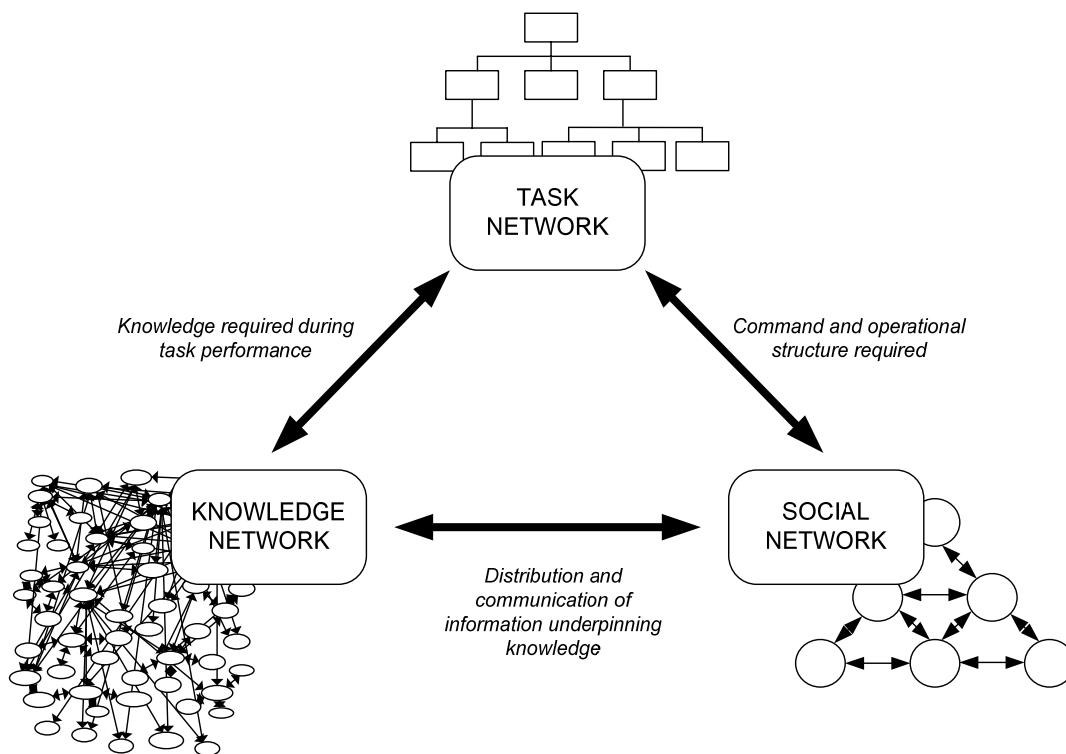 TASK
NETWORK
Knowledge required during
task performance
Command and operational
structure required
KNOWLEDGE
NETWORK
SOCIAL
NETWORK
Distribution and
communication of
information underpinning
knowledge